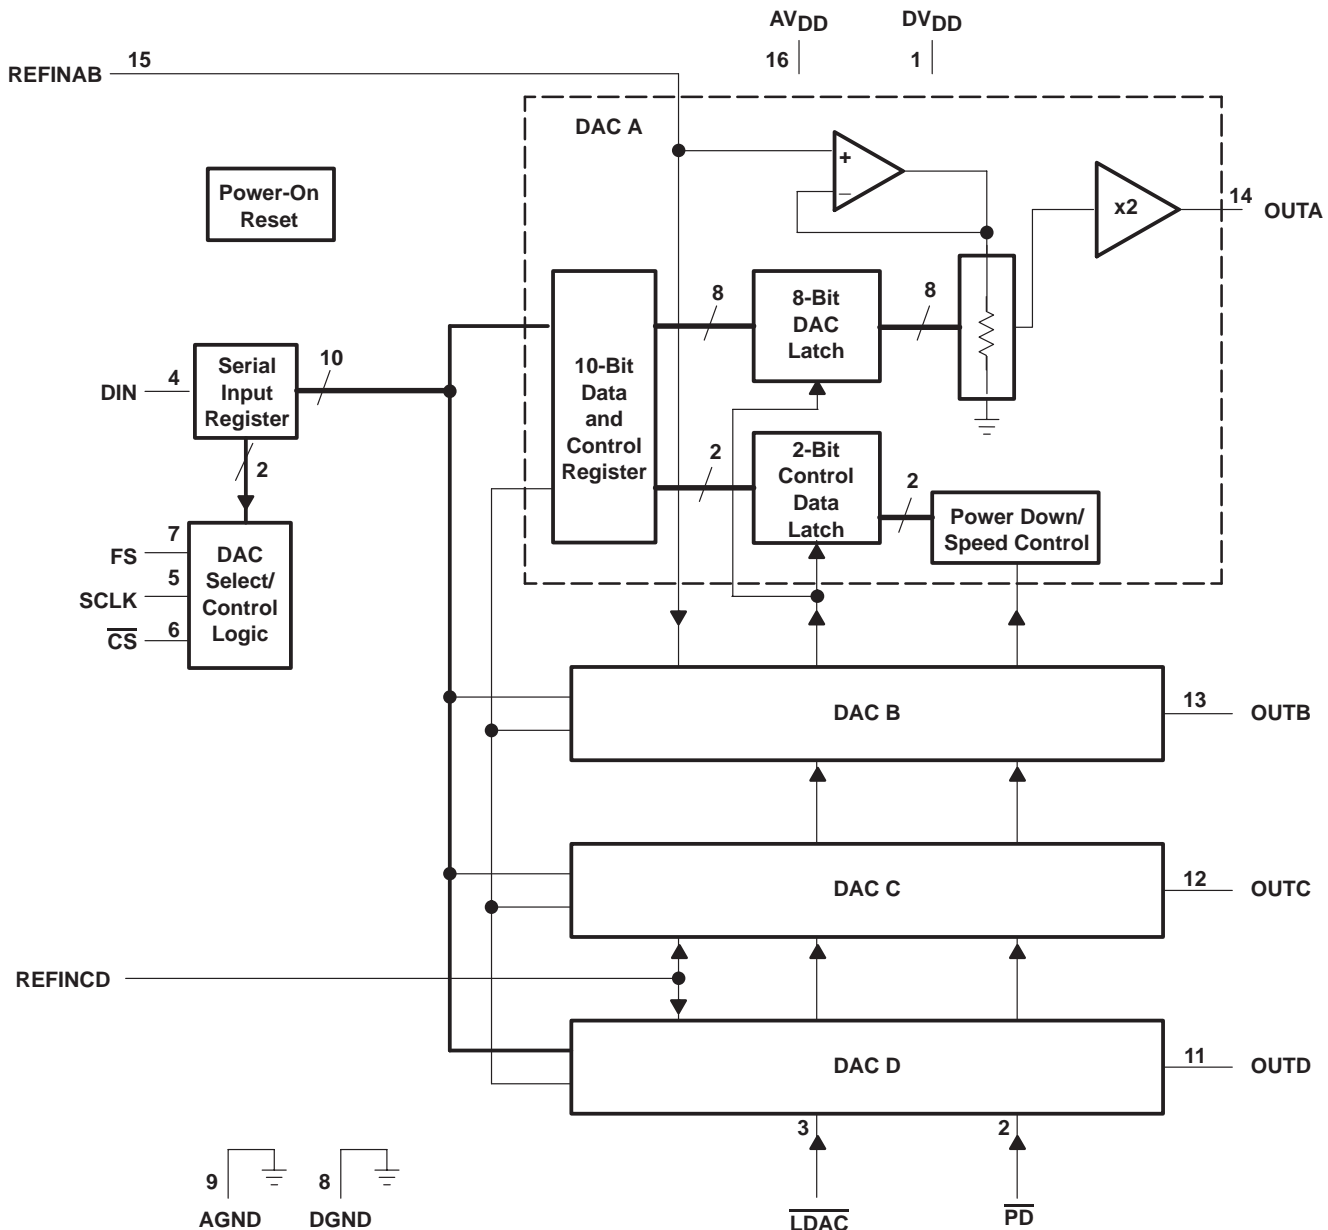 AVDD
DVDD
16
1
REFINAB
15
DAC A
+
_
x2
14
OUTA
Power-On
Reset
8
8-Bit
DAC
Latch
8
10-Bit
Data
and
Control
Register
Serial
Input
Register
10
DIN
4
2
2
2-Bit
Control
Data
Latch
2
Power Down/
Speed Control
DAC
Select/
Control
Logic
7
FS
5
SCLK
6
C̅S̅
DAC B
13
OUTB
DAC C
12
OUTC
REFINCD
DAC D
11
OUTD
3
2
9
8
AGND
DGND
L̅D̅A̅C̅
P̅D̅